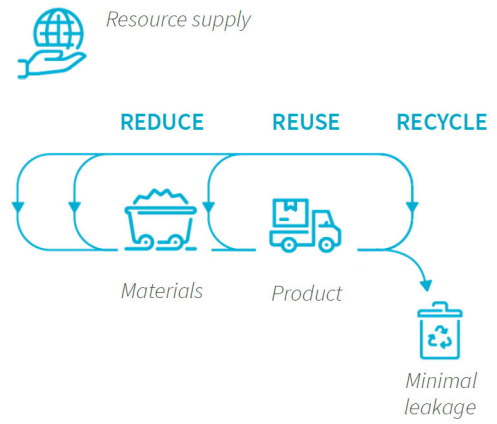 Resource supply
REDUCE
REUSE
RECYCLE
Materials
Product
Minimal
leakage